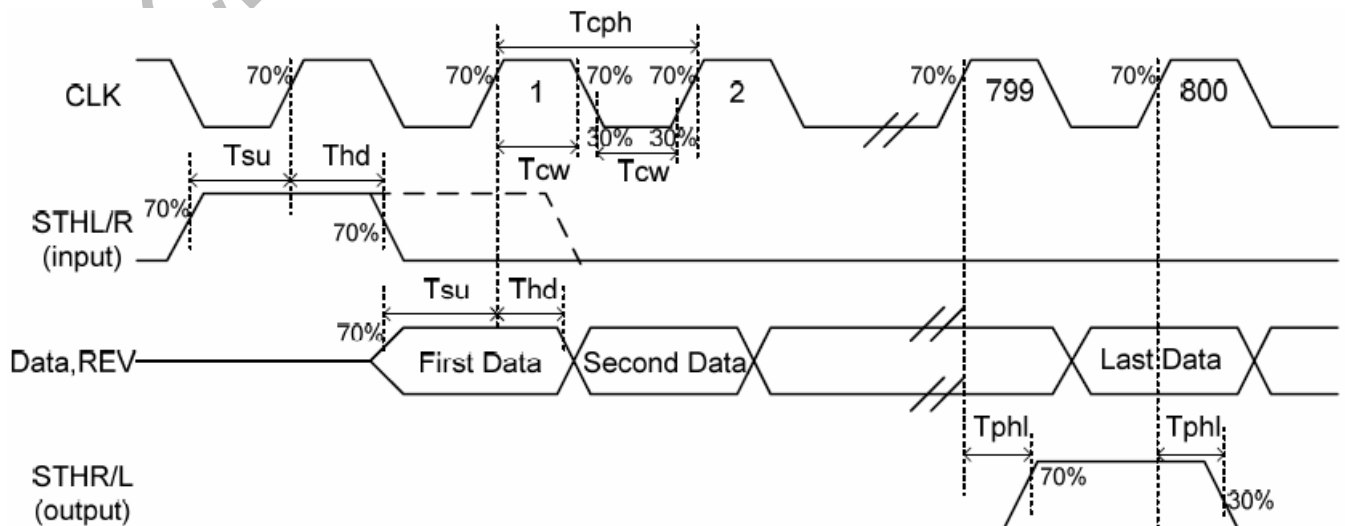 Tcph
CLK
70%
70%
1
70%
70%
2
70%
799
70%
800
30%
30%
Tsu
Thd
Tcw
Tcw
STHL/R
(input)
70%
70%
Tsu
Thd
70%
Data,REV
First Data
Second Data
Last Data
Tphl
Tphl
STHR/L
(output)
70%
30%